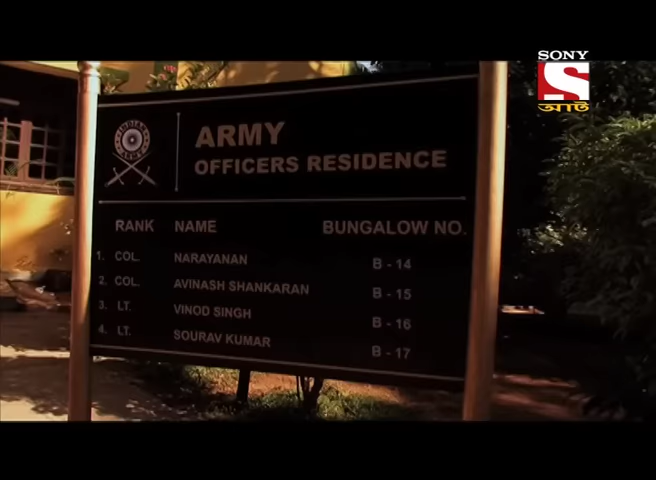 SONY
S
আট
INDIAN
ARMY
OFFICERS RESIDENCE
RANK NAME BUNGALOW NO.
1. COL. NARAYANAN B - 14
2. COL. AVINASH SHANKARAN B - 15
3. LT. VINOD SINGH B - 16
4. LT. SOURAV KUMAR B - 17